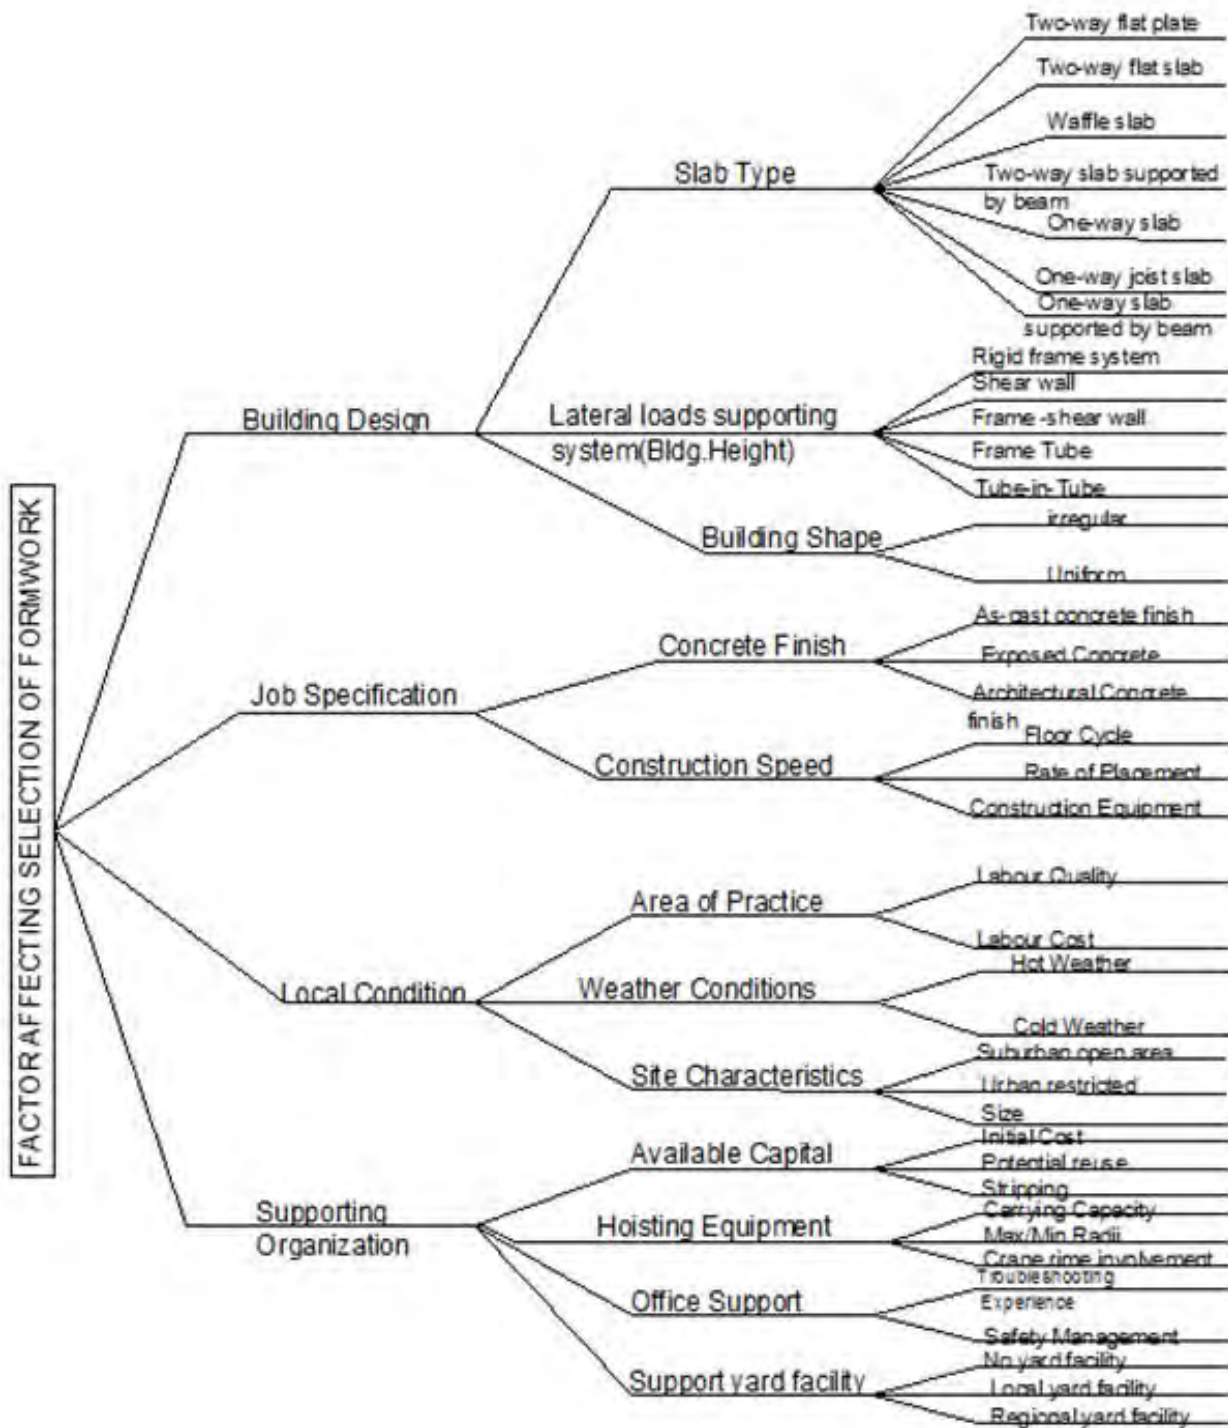 FACTOR AFFECTING SELECTION OF FORMWORK
Building Design
Slab Type
Two-way flat plate
Two-way flat slab
Waffle slab
Two-way slab supported
by beam
One-way slab
One-way joist slab
One-way slab
supported by beam
Lateral loads supporting
system(Bldg.Height)
Rigid frame system
Shear wall
Frame -shear wall
Frame Tube
Tube-in-Tube
Building Shape
irregular
Uniform
Job Specification
Concrete Finish
As-cast concrete finish
Exposed Concrete
Architectural Concrete
finish
Construction Speed
Floor Cycle
Rate of Placement
Construction Equipment
Local Condition
Area of Practice
Labour Quality
Labour Cost
Weather Conditions
Hot Weather
Cold Weather
Site Characteristics
Suburban open area
Urban restricted
Size
Supporting
Organization
Available Capital
Initial Cost
Potential reuse
Stripping
Hoisting Equipment
Carrying Capacity
Max/Min Radii
Crane rime involvement
Office Support
Troubleshooting
Experience
Safety Management
Support yard facility
No yard facility
Local yard facility
Regional yard facility